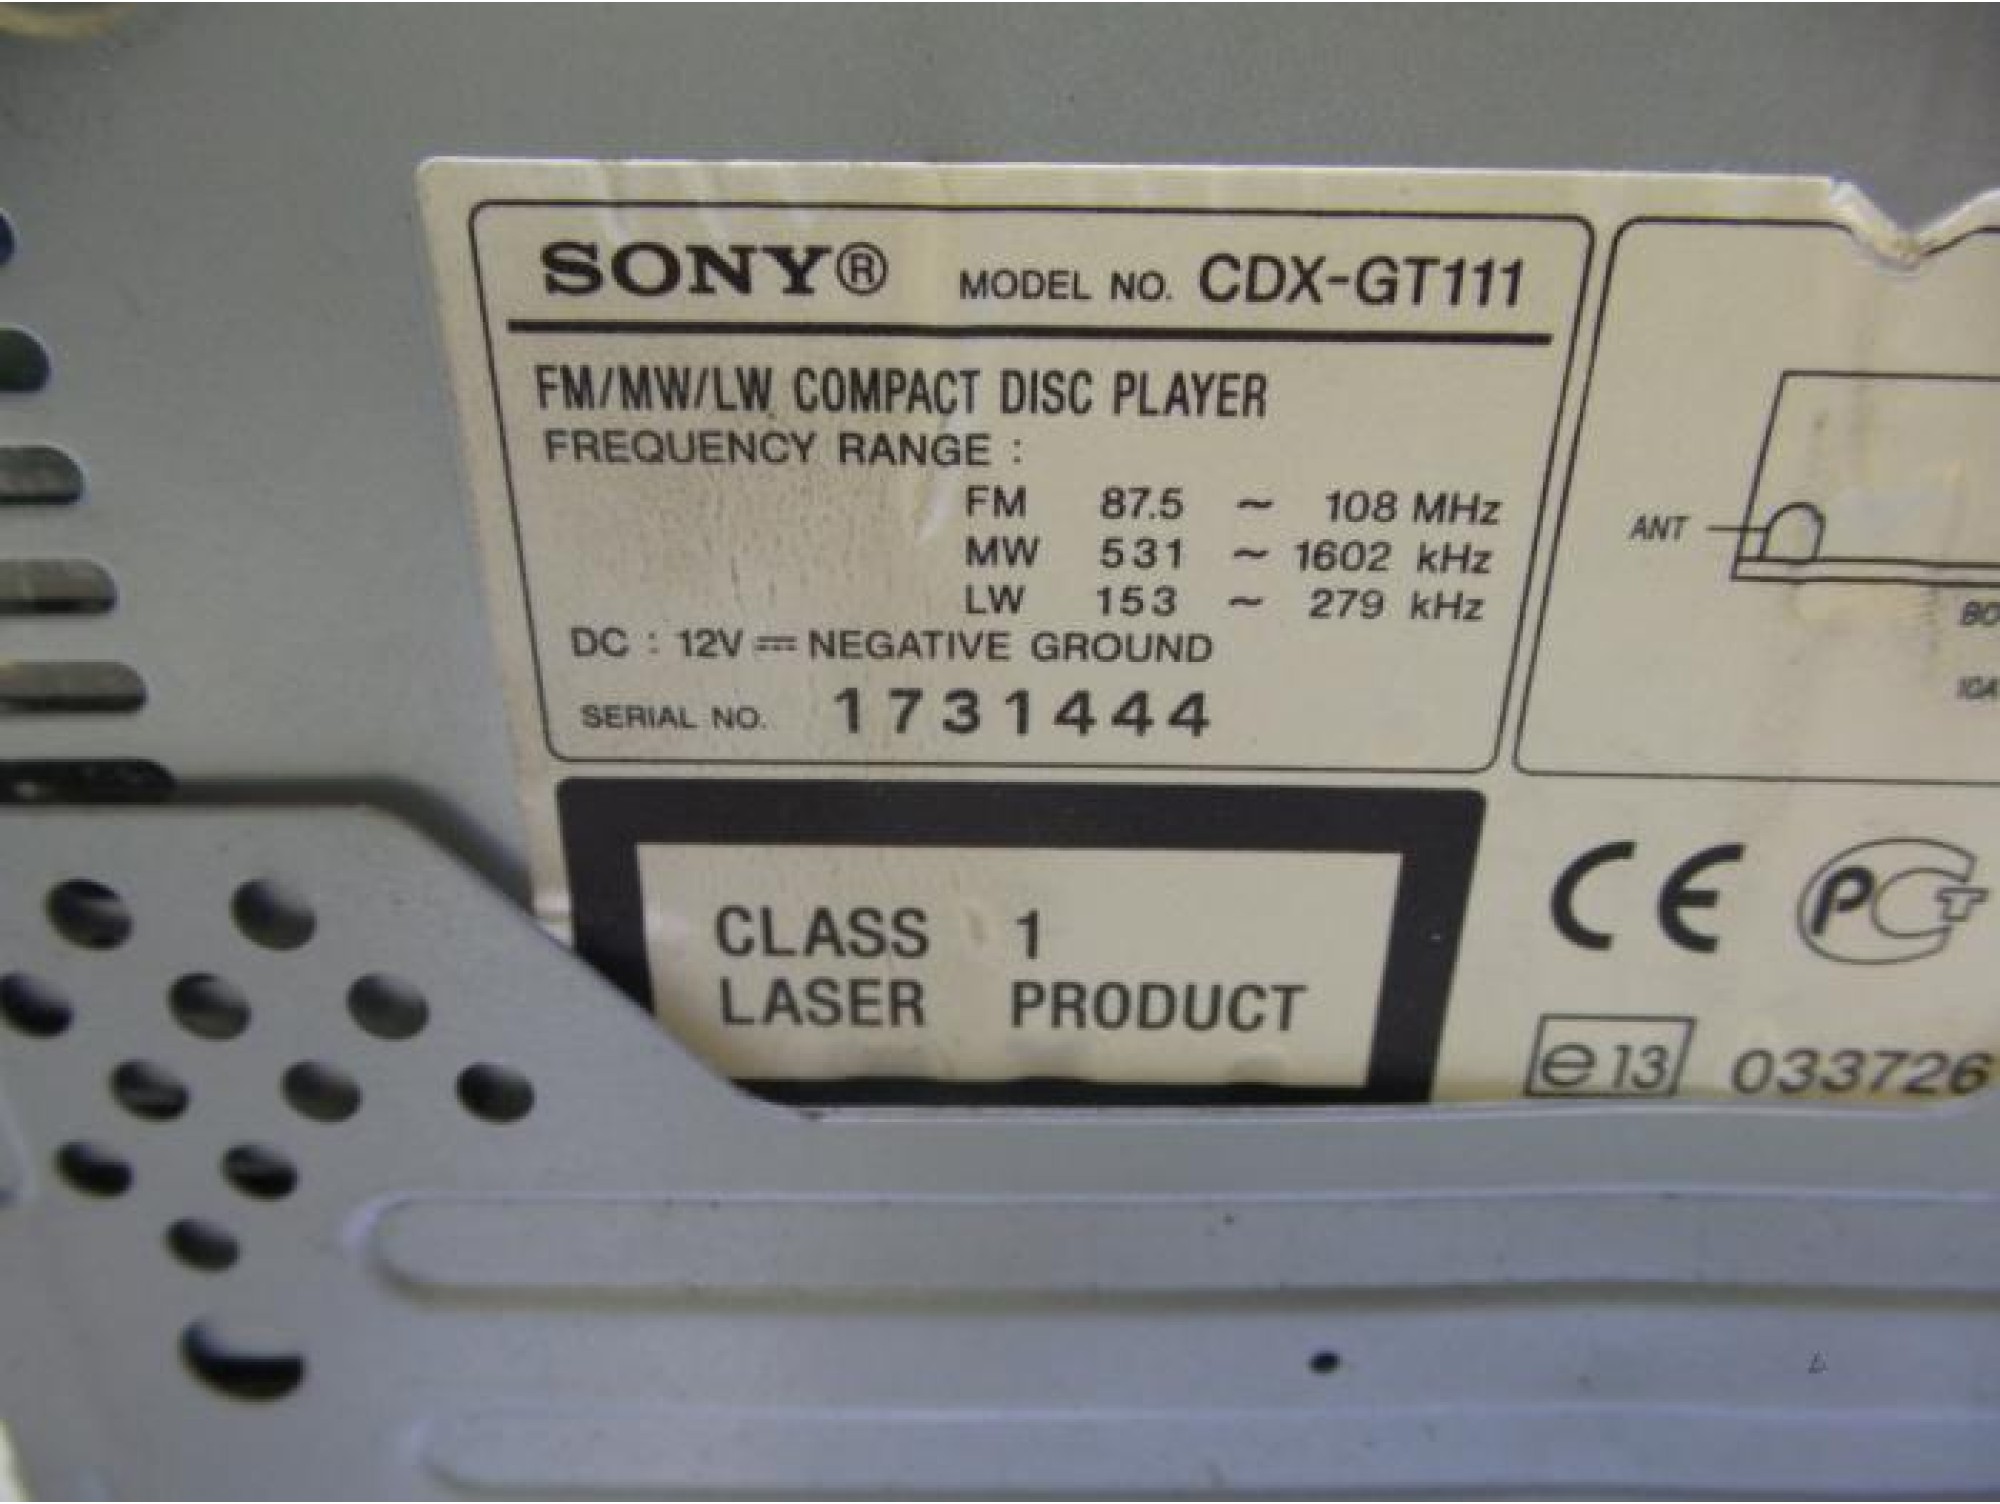 SONY® MODEL NO. CDX-GT111
FM/MW/LW COMPACT DISC PLAYER
FREQUENCY RANGE :
FM 87.5 ~ 108 MHz
MW 531 ~ 1602 kHz
LW 153 ~ 279 kHz
DC : 12V ⎓ NEGATIVE GROUND
SERIAL NO. 1731444
ANT
CLASS 1
LASER PRODUCT
CE PCT
e13 033726